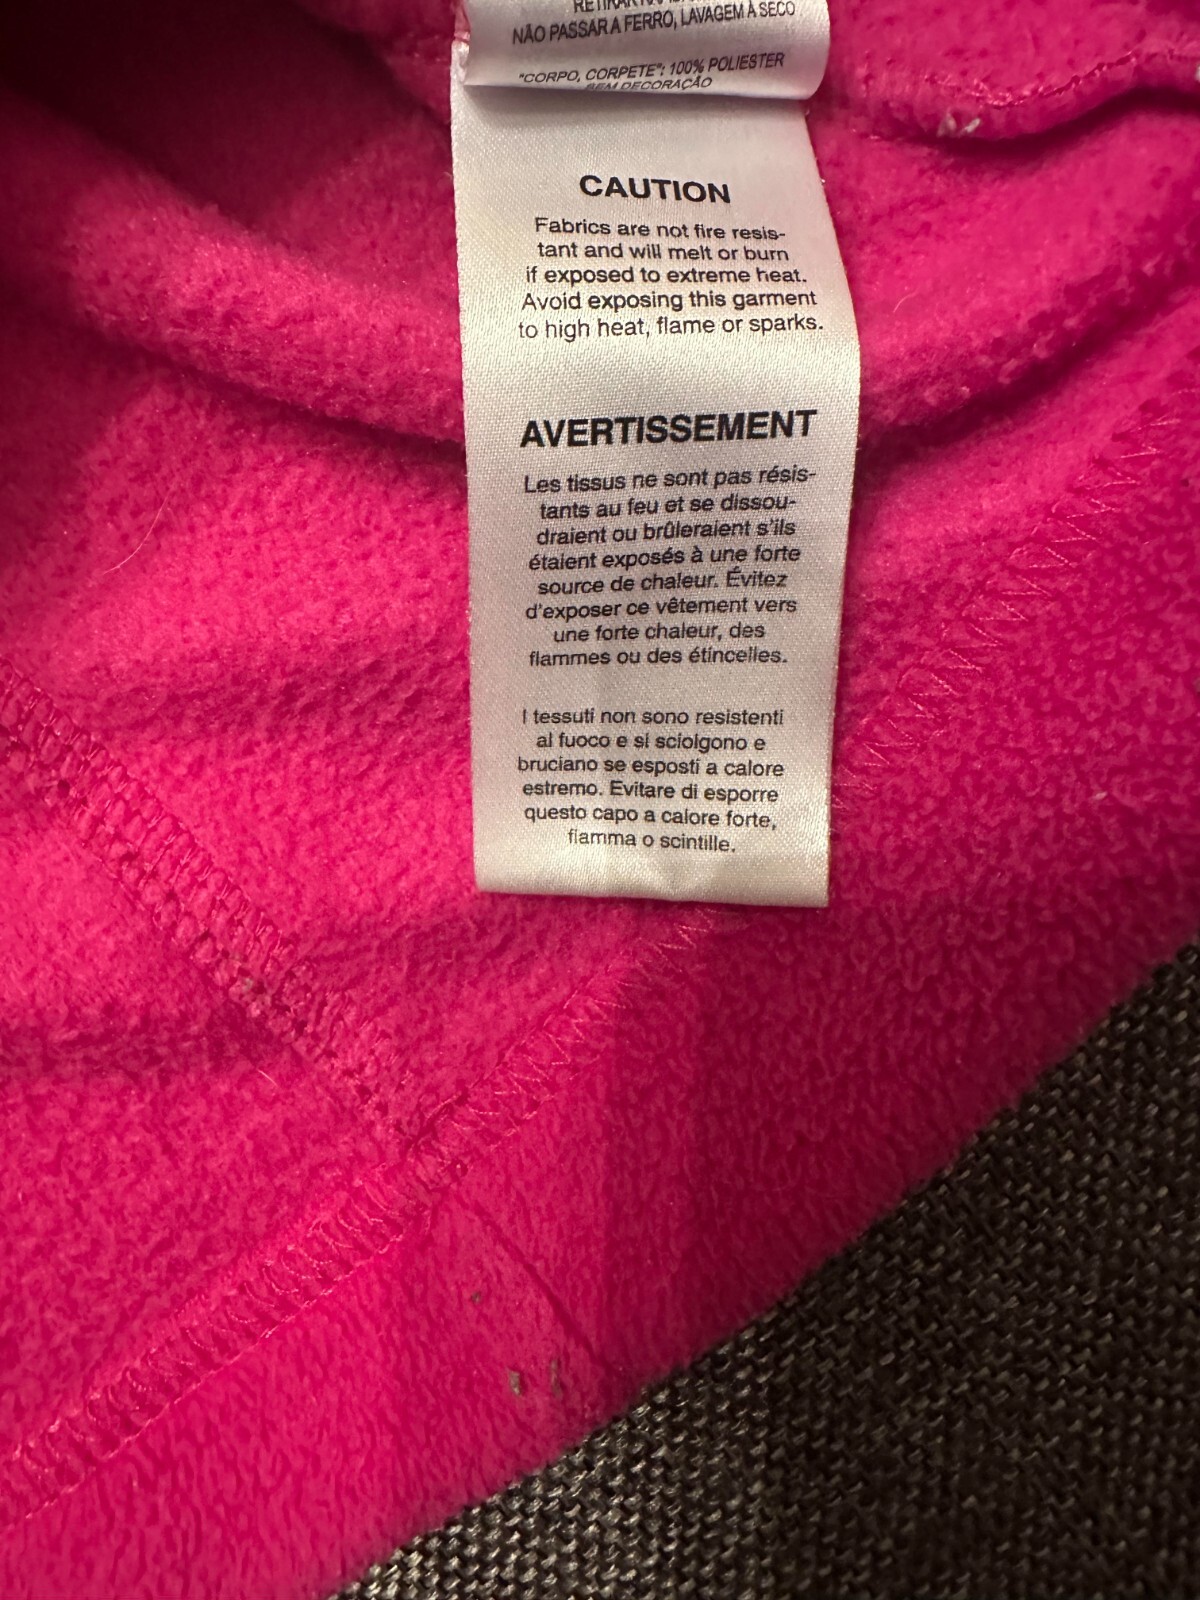 RETIRAR
NÃO PASSAR A FERRO, LAVAGEM À SECO
"CORPO, CORPETE": 100% POLIESTER
SEM DECORAÇÃO
CAUTION
Fabrics are not fire resis-
tant and will melt or burn
if exposed to extreme heat.
Avoid exposing this garment
to high heat, flame or sparks.
AVERTISSEMENT
Les tissus ne sont pas résis-
tants au feu et se dissou-
draient ou brûleraient s'ils
étaient exposés à une forte
source de chaleur. Évitez
d'exposer ce vêtement vers
une forte chaleur, des
flammes ou des étincelles.
I tessuti non sono resistenti
al fuoco e si sciolgono e
bruciano se esposti a calore
estremo. Evitare di esporre
questo capo a calore forte,
fiamma o scintille.